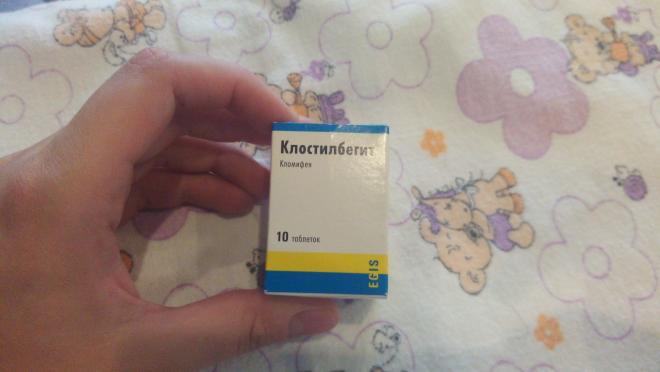 Клостилбегит
Кломифен
10 таблеток
EGIS